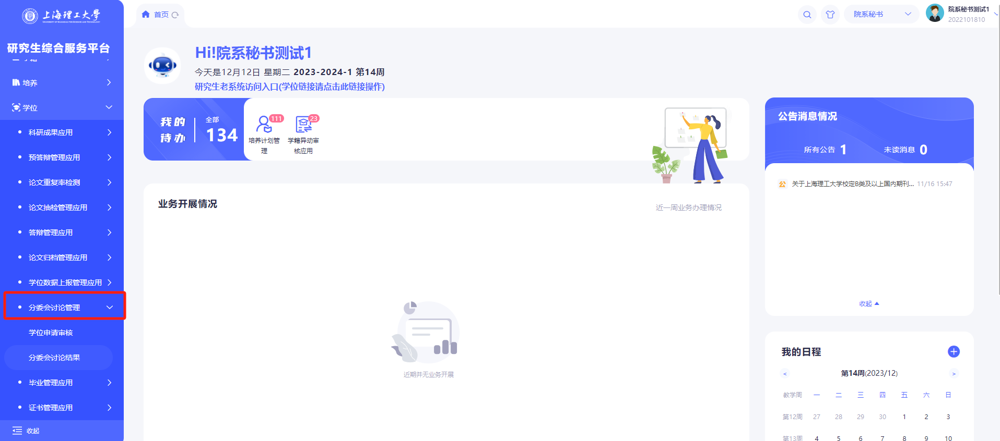 上海理工大学
UNIVERSITY OF SHANGHAI FOR SCIENCE AND TECHNOLOGY
研究生综合服务平台
培养
学位
科研成果应用
预答辩管理应用
论文重复率检测
论文抽检管理应用
答辩管理应用
论文归档管理应用
学位数据上报管理应用
分委会讨论管理
学位申请审核
分委会讨论结果
毕业管理应用
证书管理应用
收起
首页
院系秘书
院系秘书测试1
2022101810
Hi!院系秘书测试1
今天是12月12日 星期二 2023-2024-1 第14周
研究生老系统访问入口(学位链接请点击此链接操作)
我的
待办
全部
134
111
培养计划管
理
23
学籍异动审
核应用
业务开展情况
近一周业务办理情况
近期并无业务开展
公告消息情况
所有公告 1
未读消息 0
公 关于上海理工大学校定B类及以上国内期刊... 11/16 15:47
收起
我的日程
< 第14周(2023/12) >
教学周 一 二 三 四 五 六 日
第12周 27 28 29 30 1 2 3
第13周 4 5 6 7 8 9 10